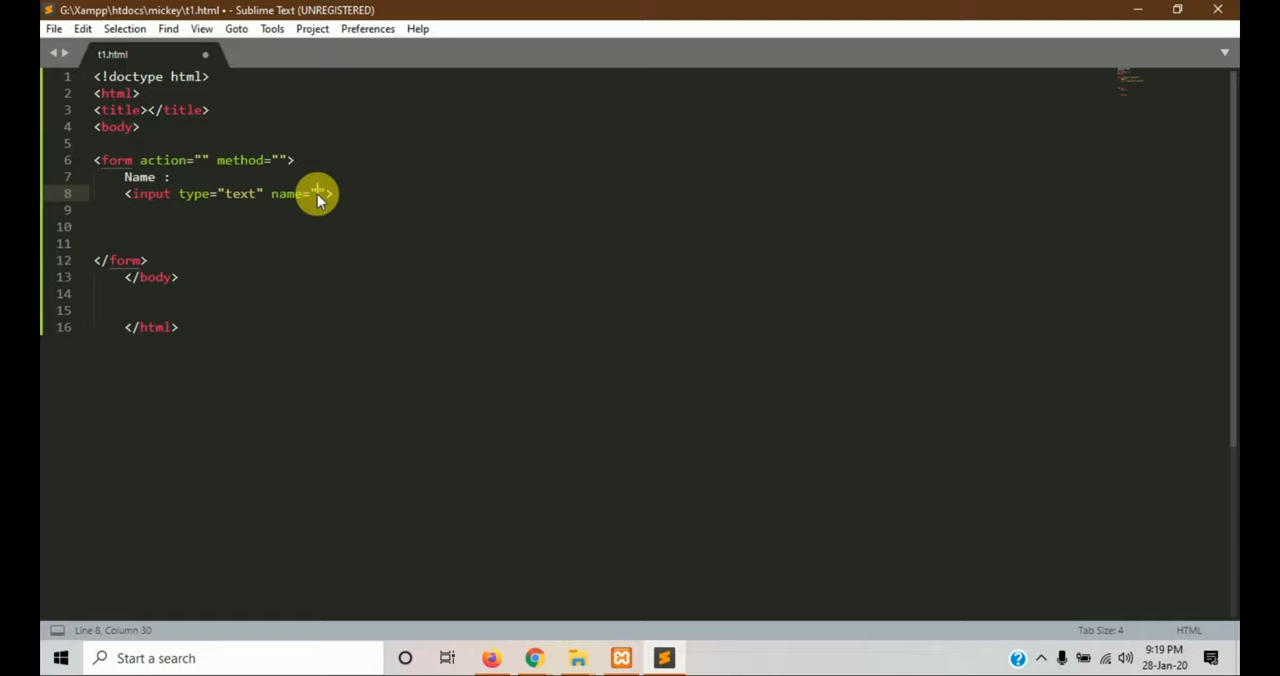 G:\Xampp\htdocs\mickey\t1.html • - Sublime Text (UNREGISTERED)
File Edit Selection Find View Goto Tools Project Preferences Help
t1.html
1 <!doctype html>
2 <html>
3 <title></title>
4 <body>
5
6 <form action="" method="">
7 Name :
8 <input type="text" name="">
9
10
11
12 </form>
13 </body>
14
15
16 </html>
Line 8, Column 30 Tab Size: 4 HTML
Start a search
9:19 PM
28-Jan-20